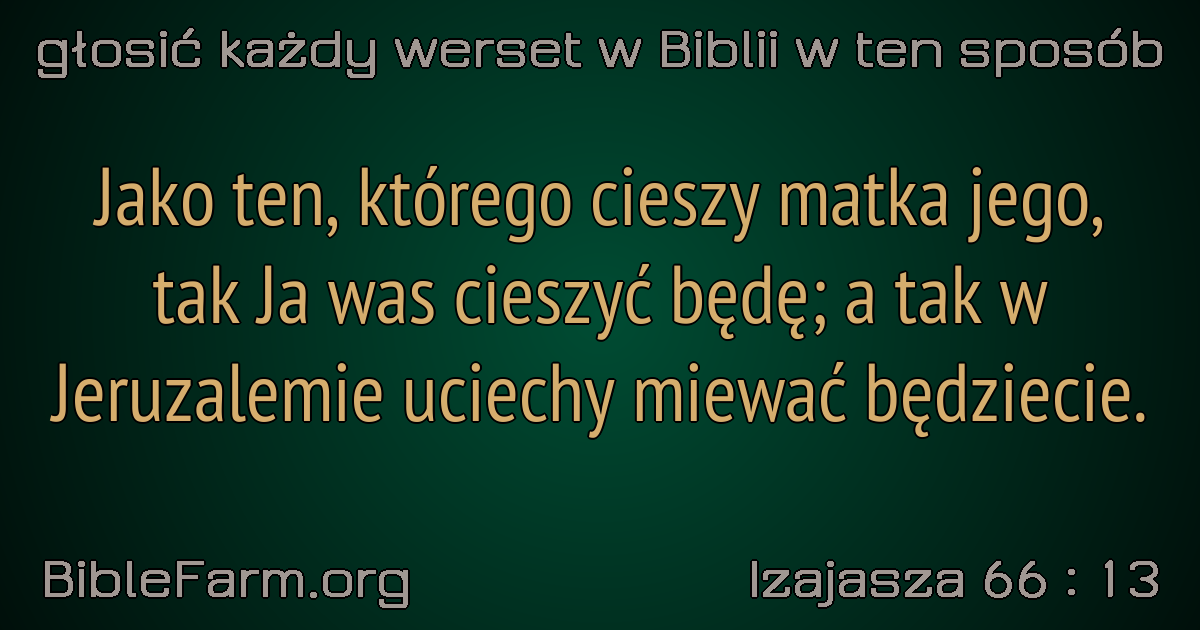 głosić każdy werset w Biblii w ten sposób
Jako ten, którego cieszy matka jego,
tak Ja was cieszyć będę; a tak w
Jeruzalemie uciechy miewać będziecie.
BibleFarm.org
Izajasza 66 : 13